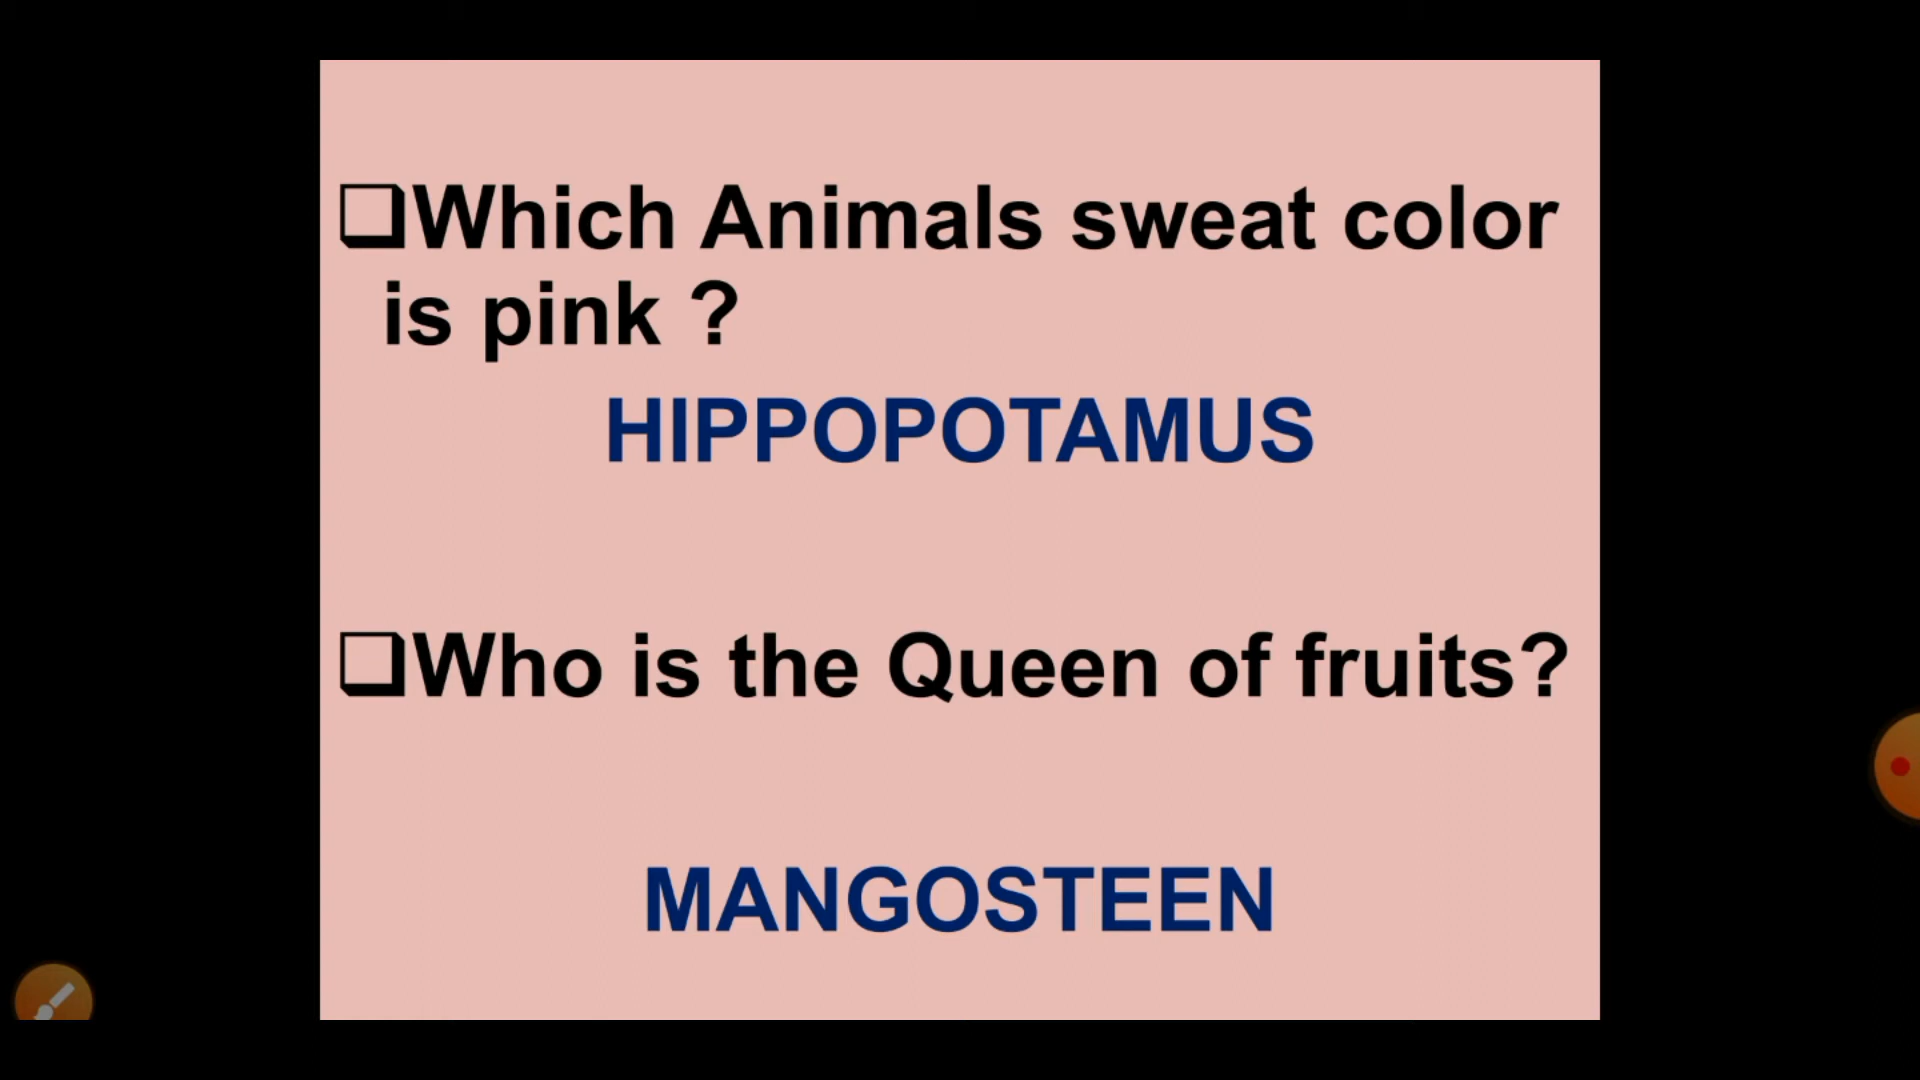 ❑Which Animals sweat color
is pink ?
HIPPOPOTAMUS
❑Who is the Queen of fruits?
MANGOSTEEN